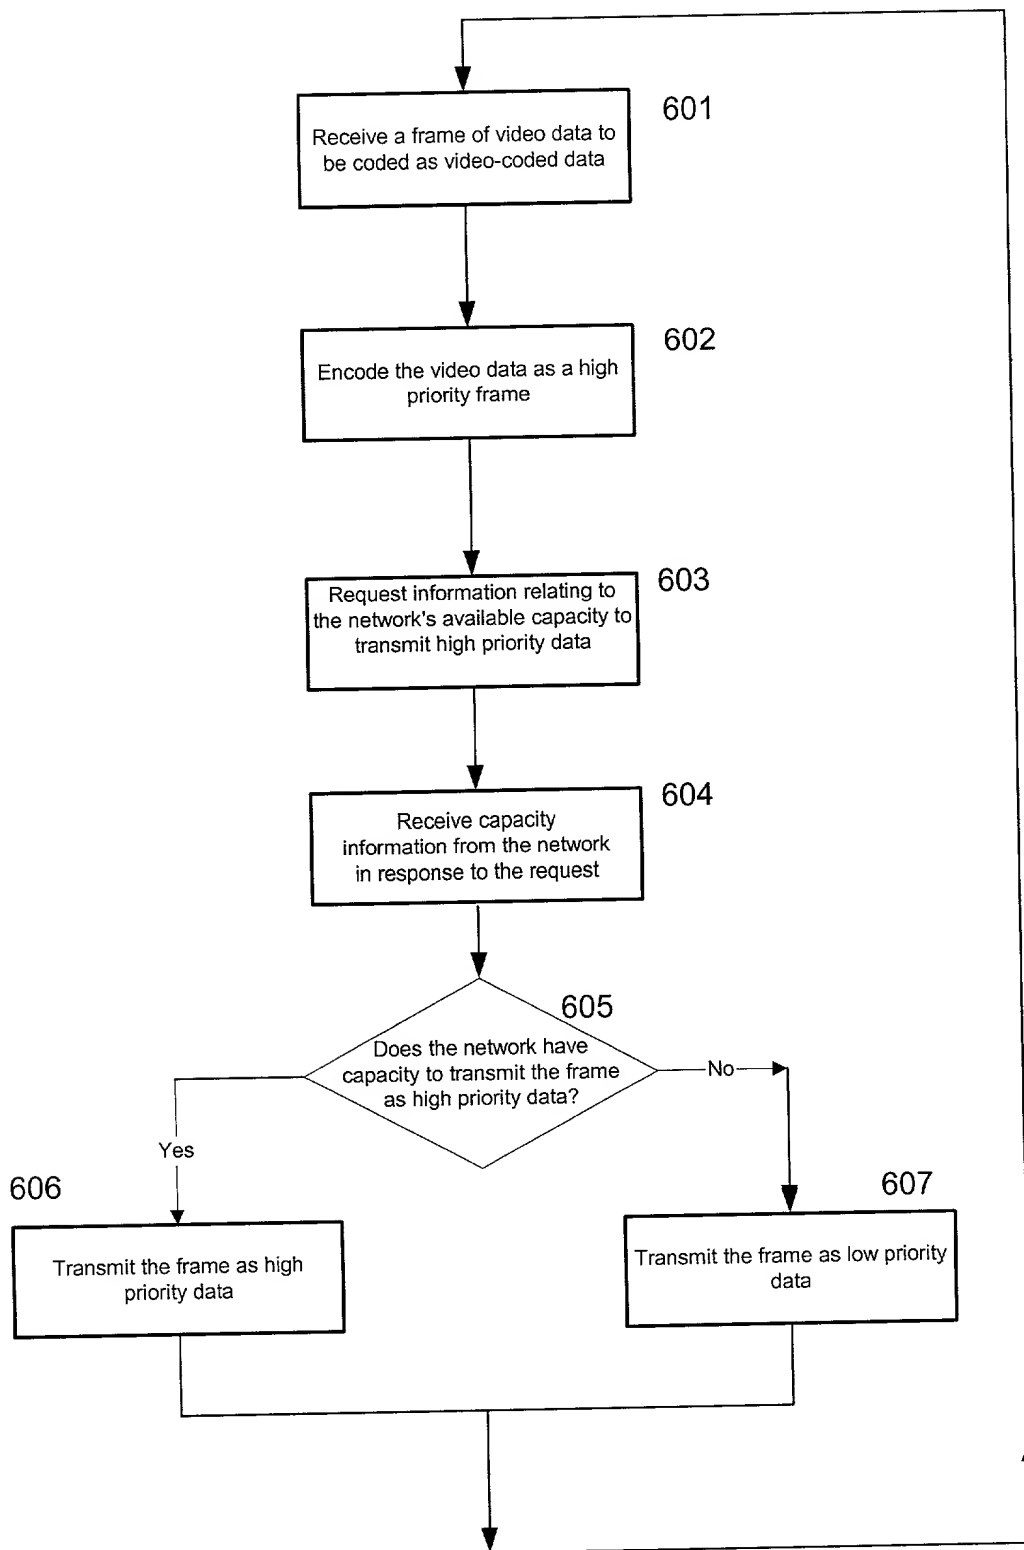 601
Receive a frame of video data to
be coded as video-coded data
602
Encode the video data as a high
priority frame
603
Request information relating to
the network's available capacity to
transmit high priority data
604
Receive capacity
information from the network
in response to the request
605
Does the network have
capacity to transmit the frame
as high priority data?
No
Yes
606
607
Transmit the frame as high
priority data
Transmit the frame as low priority
data